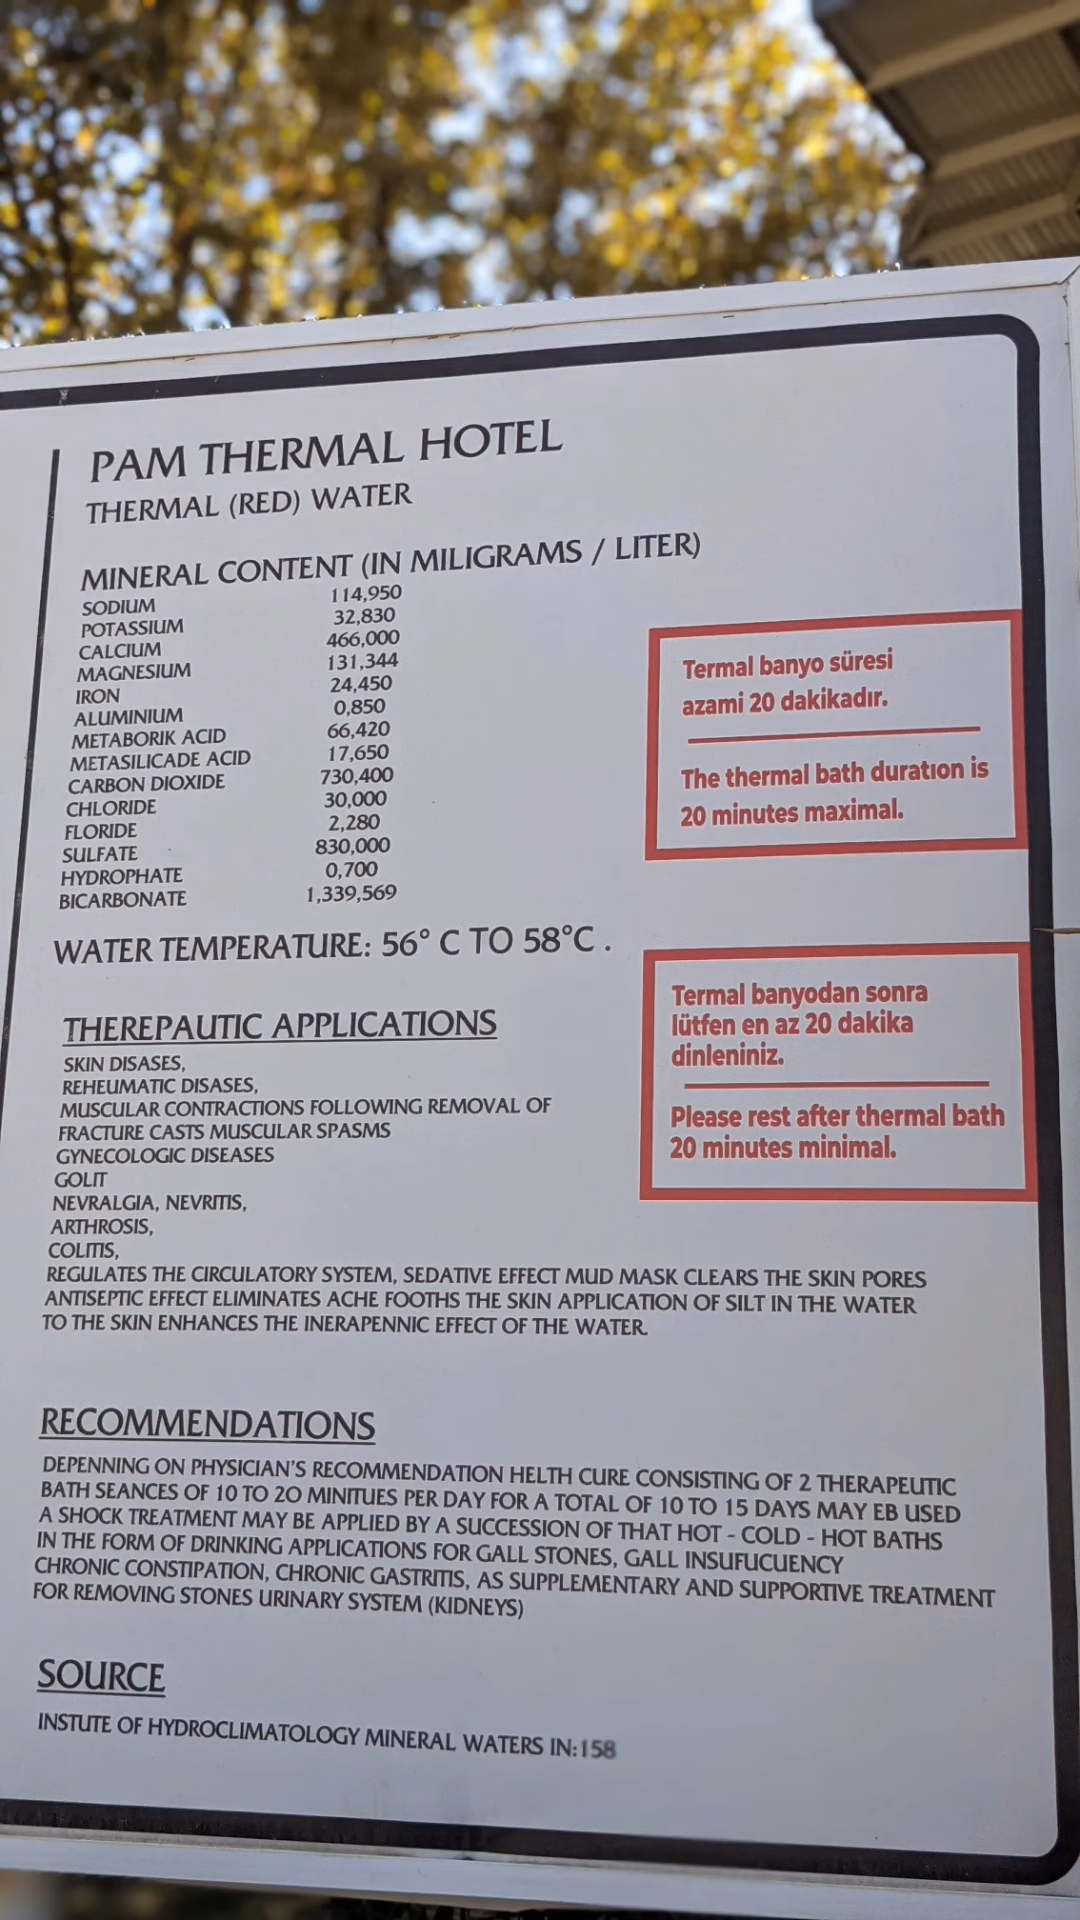 PAM THERMAL HOTEL
THERMAL (RED) WATER
MINERAL CONTENT (IN MILIGRAMS / LITER)
SODIUM 114,950
POTASSIUM 32,830
CALCIUM 466,000
MAGNESIUM 131,344
IRON 24,450
ALUMINIUM 0,850
METABORIK ACID 66,420
METASILICADE ACID 17,650
CARBON DIOXIDE 730,400
CHLORIDE 30,000
FLORIDE 2,280
SULFATE 830,000
HYDROPHATE 0,700
BICARBONATE 1,339,569
WATER TEMPERATURE: 56° C TO 58°C .
Termal banyo süresi
azami 20 dakikadır.
The thermal bath duratıon is
20 minutes maximal.
Termal banyodan sonra
lütfen en az 20 dakika
dinleniniz.
Please rest after thermal bath
20 minutes minimal.
THEREPAUTIC APPLICATIONS
SKIN DISASES,
REHEUMATIC DISASES,
MUSCULAR CONTRACTIONS FOLLOWING REMOVAL OF
FRACTURE CASTS MUSCULAR SPASMS
GYNECOLOGIC DISEASES
GOLIT
NEVRALGIA, NEVRITIS,
ARTHROSIS,
COLITIS,
REGULATES THE CIRCULATORY SYSTEM, SEDATIVE EFFECT MUD MASK CLEARS THE SKIN PORES
ANTISEPTIC EFFECT ELIMINATES ACHE FOOTHS THE SKIN APPLICATION OF SILT IN THE WATER
TO THE SKIN ENHANCES THE INERAPENNIC EFFECT OF THE WATER.
RECOMMENDATIONS
DEPENNING ON PHYSICIAN'S RECOMMENDATION HELTH CURE CONSISTING OF 2 THERAPEUTIC
BATH SEANCES OF 10 TO 2O MINITUES PER DAY FOR A TOTAL OF 10 TO 15 DAYS MAY EB USED
A SHOCK TREATMENT MAY BE APPLIED BY A SUCCESSION OF THAT HOT - COLD - HOT BATHS
IN THE FORM OF DRINKING APPLICATIONS FOR GALL STONES, GALL INSUFUCUENCY
CHRONIC CONSTIPATION, CHRONIC GASTRITIS, AS SUPPLEMENTARY AND SUPPORTIVE TREATMENT
FOR REMOVING STONES URINARY SYSTEM (KIDNEYS)
SOURCE
INSTUTE OF HYDROCLIMATOLOGY MINERAL WATERS IN:158